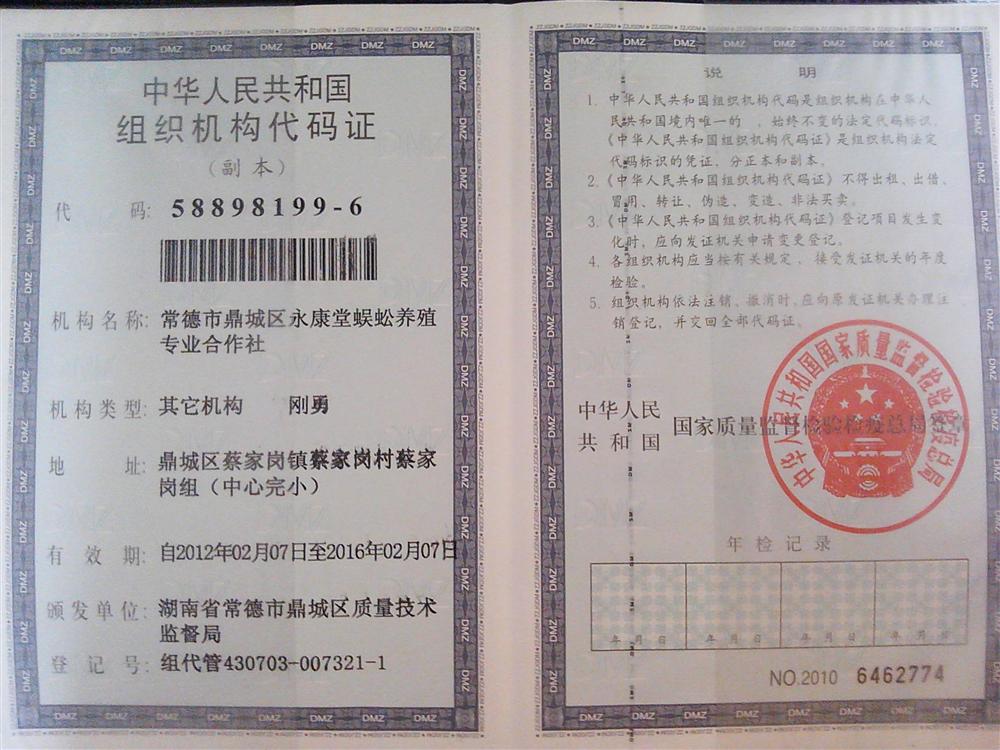 中华人民共和国
组织机构代码证
（副本）
代 码: 58898199-6
机构名称: 常德市鼎城区永康堂蜈蚣养殖
专业合作社
机构类型: 其它机构 刚勇
地 址: 鼎城区蔡家岗镇蔡家岗村蔡家
岗组（中心完小）
有 效 期: 自2012年02月07日至2016年02月07日
颁发单位: 湖南省常德市鼎城区质量技术
监督局
登 记 号: 组代管430703-007321-1
说 明
1. 中华人民共和国组织机构代码是组织机构在中华人
民共和国境内唯一的 、始终不变的法定代码标识，
《中华人民共和国组织机构代码证》是组织机构法定
代码标识的凭证，分正本和副本。
2.《中华人民共和国组织机构代码证》不得出租、出借、
冒用、转让、伪造、变造、非法买卖。
3.《中华人民共和国组织机构代码证》登记项目发生变
化时，应向发证机关申请变更登记。
4. 各组织机构应当按有关规定，接受发证机关的年度
检验。
5. 组织机构依法注销、撤消时，应向原发证机关办理注
销登记，并交回全部代码证。
中华人民
共和国
国家质量监督检验检疫总局签章
中华人民共和国国家质量监督检验检疫总局
年检记录
年 月 日 年 月 日 年 月 日 年 月 日
NO.2010 6462774